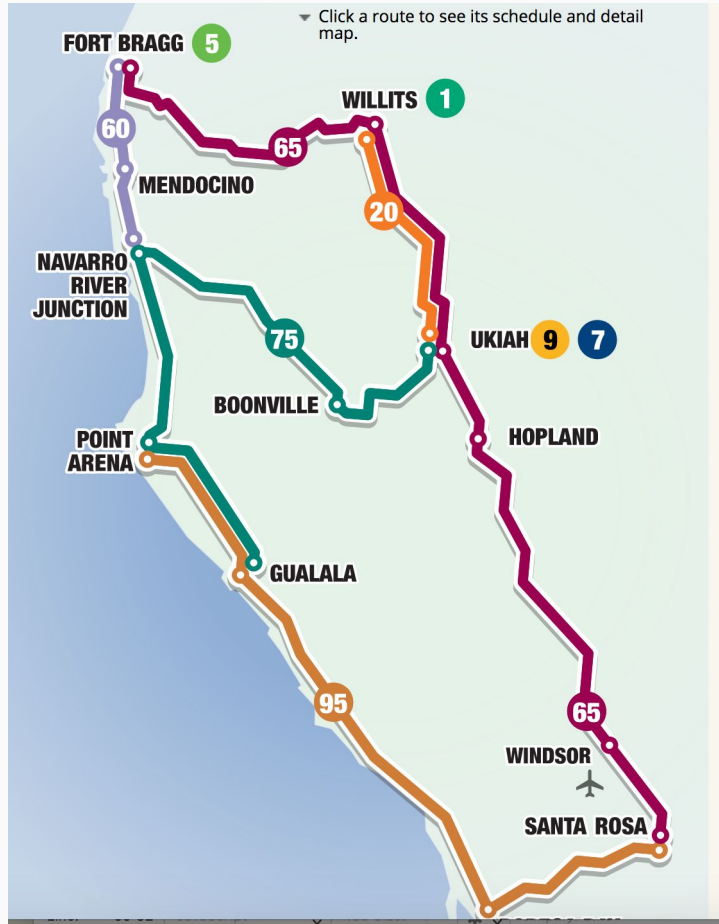 Click a route to see its schedule and detail
map.
FORT BRAGG 5
WILLITS 1
60
65
MENDOCINO
20
NAVARRO
RIVER
JUNCTION
75
UKIAH 9 7
BOONVILLE
HOPLAND
POINT
ARENA
GUALALA
95
65
WINDSOR
SANTA ROSA